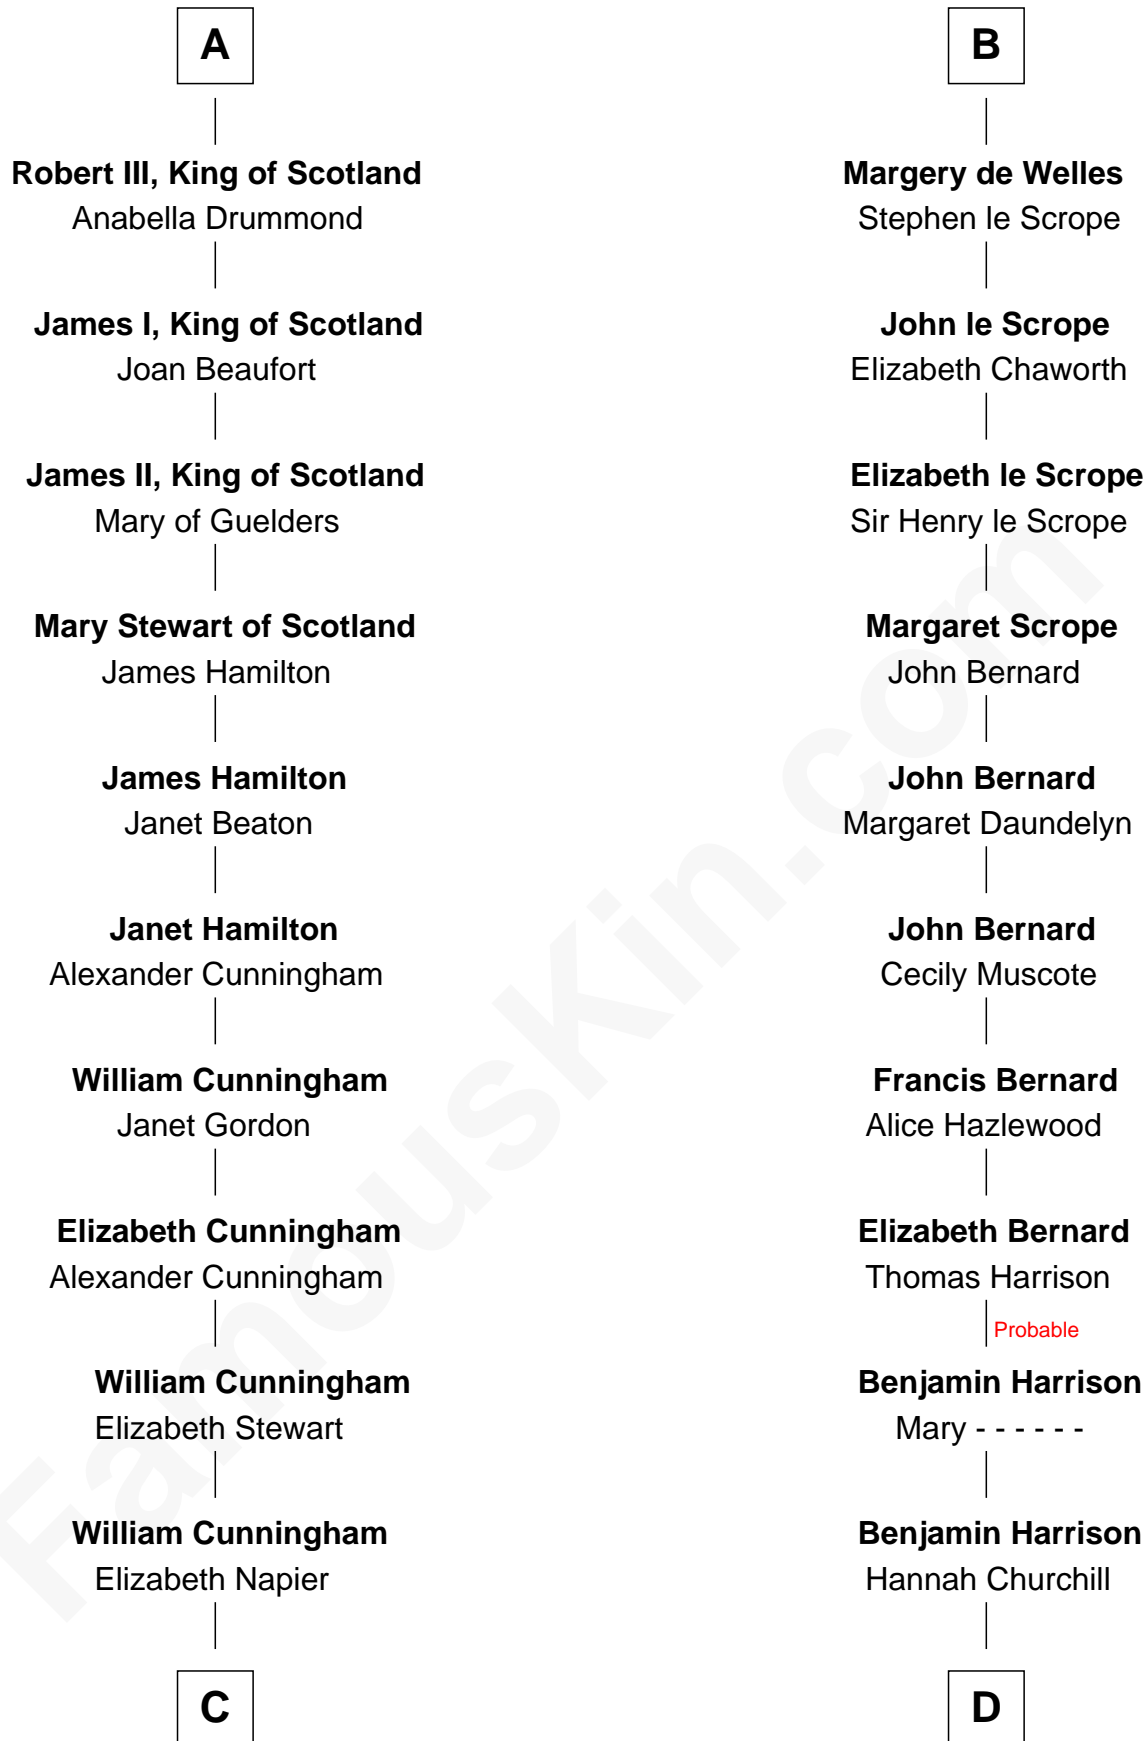 A
Robert III, King of Scotland
Anabella Drummond
James I, King of Scotland
Joan Beaufort
James II, King of Scotland
Mary of Guelders
Mary Stewart of Scotland
James Hamilton
James Hamilton
Janet Beaton
Janet Hamilton
Alexander Cunningham
William Cunningham
Janet Gordon
Elizabeth Cunningham
Alexander Cunningham
William Cunningham
Elizabeth Stewart
William Cunningham
Elizabeth Napier
C
B
Margery de Welles
Stephen le Scrope
John le Scrope
Elizabeth Chaworth
Elizabeth le Scrope
Sir Henry le Scrope
Margaret Scrope
John Bernard
John Bernard
Margaret Daundelyn
John Bernard
Cecily Muscote
Francis Bernard
Alice Hazlewood
Elizabeth Bernard
Thomas Harrison
Probable
Benjamin Harrison
Mary - - - - - -
Benjamin Harrison
Hannah Churchill
D
FamousKin.com